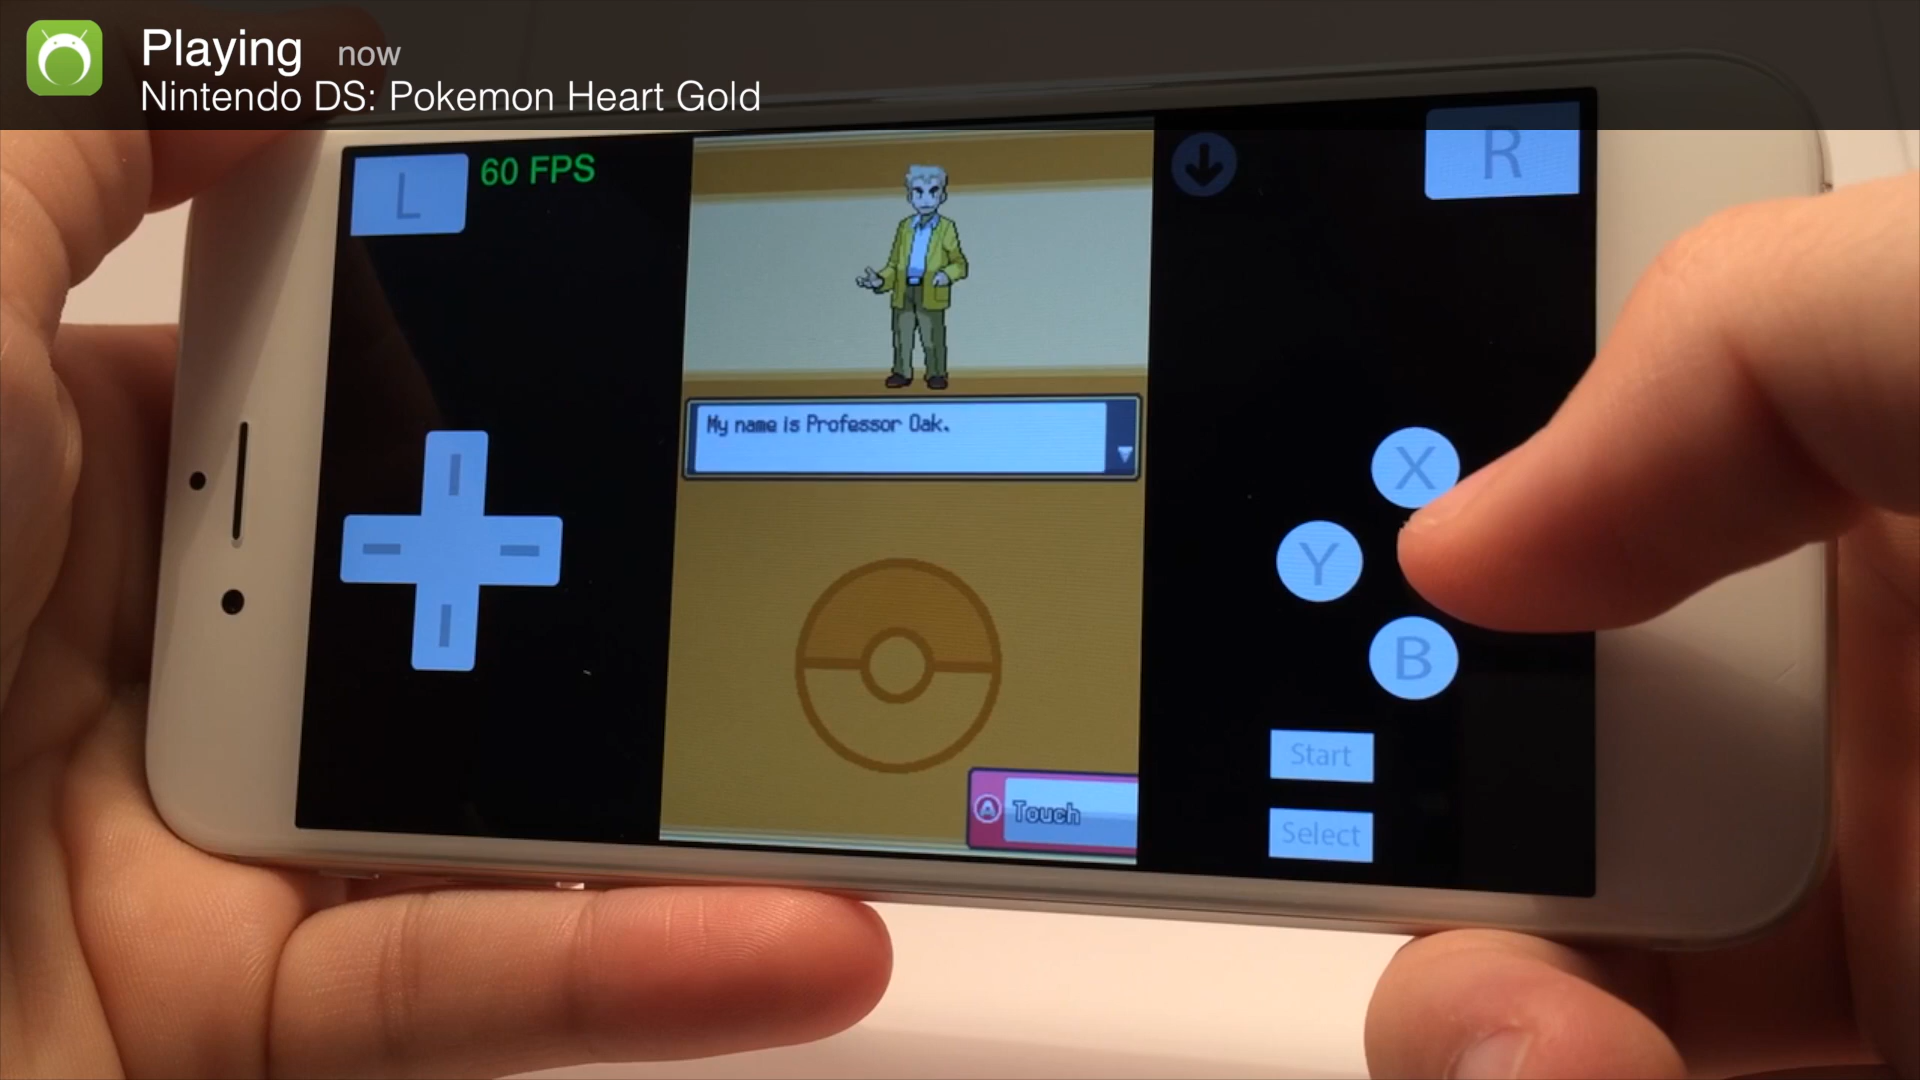 Playing now
Nintendo DS: Pokemon Heart Gold
L
60 FPS
R
My name is Professor Oak.
X
Y
B
Start
A Touch
Select